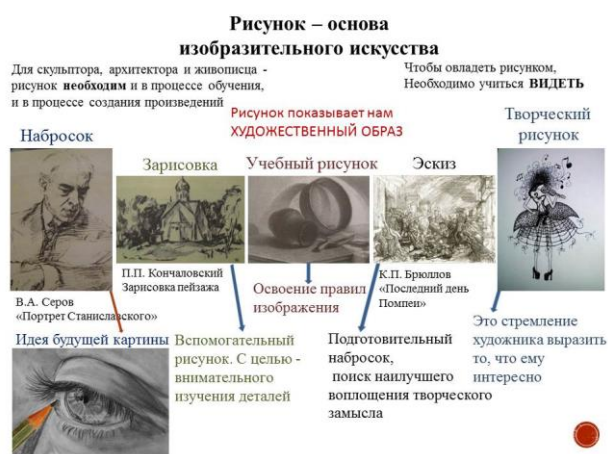 Рисунок – основа
изобразительного искусства
Для скульптора, архитектора и живописца -
рисунок необходим и в процессе обучения,
и в процессе создания произведений
Чтобы овладеть рисунком,
Необходимо учиться ВИДЕТЬ
Рисунок показывает нам
ХУДОЖЕСТВЕННЫЙ ОБРАЗ
Набросок
Зарисовка
Учебный рисунок
Эскиз
Творческий
рисунок
В.А. Серов
«Портрет Станиславского»
П.П. Кончаловский
Зарисовка пейзажа
Освоение правил
изображения
К.П. Брюллов
«Последний день
Помпеи»
Идея будущей картины
Вспомогательный
рисунок. С целью -
внимательного
изучения деталей
Подготовительный
набросок,
поиск наилучшего
воплощения творческого
замысла
Это стремление
художника выразить
то, что ему
интересно